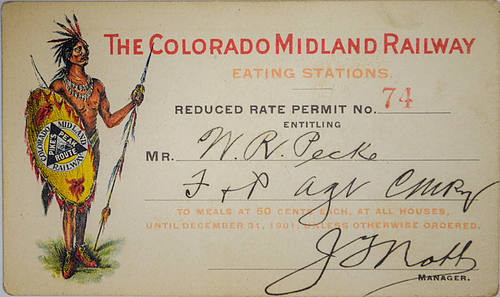 THE COLORADO MIDLAND RAILWAY
EATING STATIONS.
REDUCED RATE PERMIT NO. 74
ENTITLING
MR. W. R. Peck
F + P Agt CMRy
TO MEALS AT 50 CENTS EACH, AT ALL HOUSES,
UNTIL DECEMBER 31, 1901, UNLESS OTHERWISE ORDERED.
J F Nott
MANAGER.
COLORADO MIDLAND
PIKES PEAK
ROUTE
RAILWAY